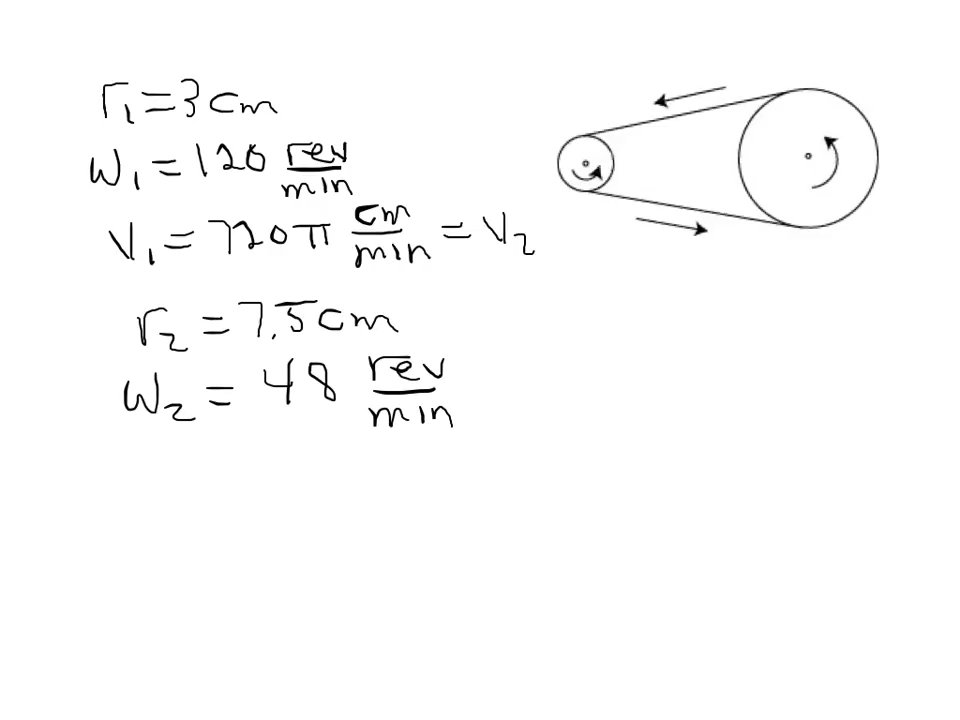 r₁ = 3 cm
w₁ = 120 rev/min
v₁ = 720π cm/min = v₂
r₂ = 7.5 cm
w₂ = 48 rev/min